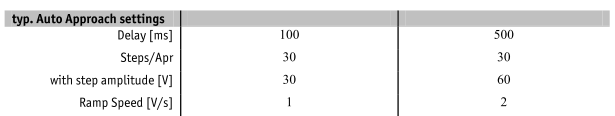 typ. Auto Approach settings
Delay [ms] 100 500
Steps/Apr 30 30
with step amplitude [V] 30 60
Ramp Speed [V/s] 1 2